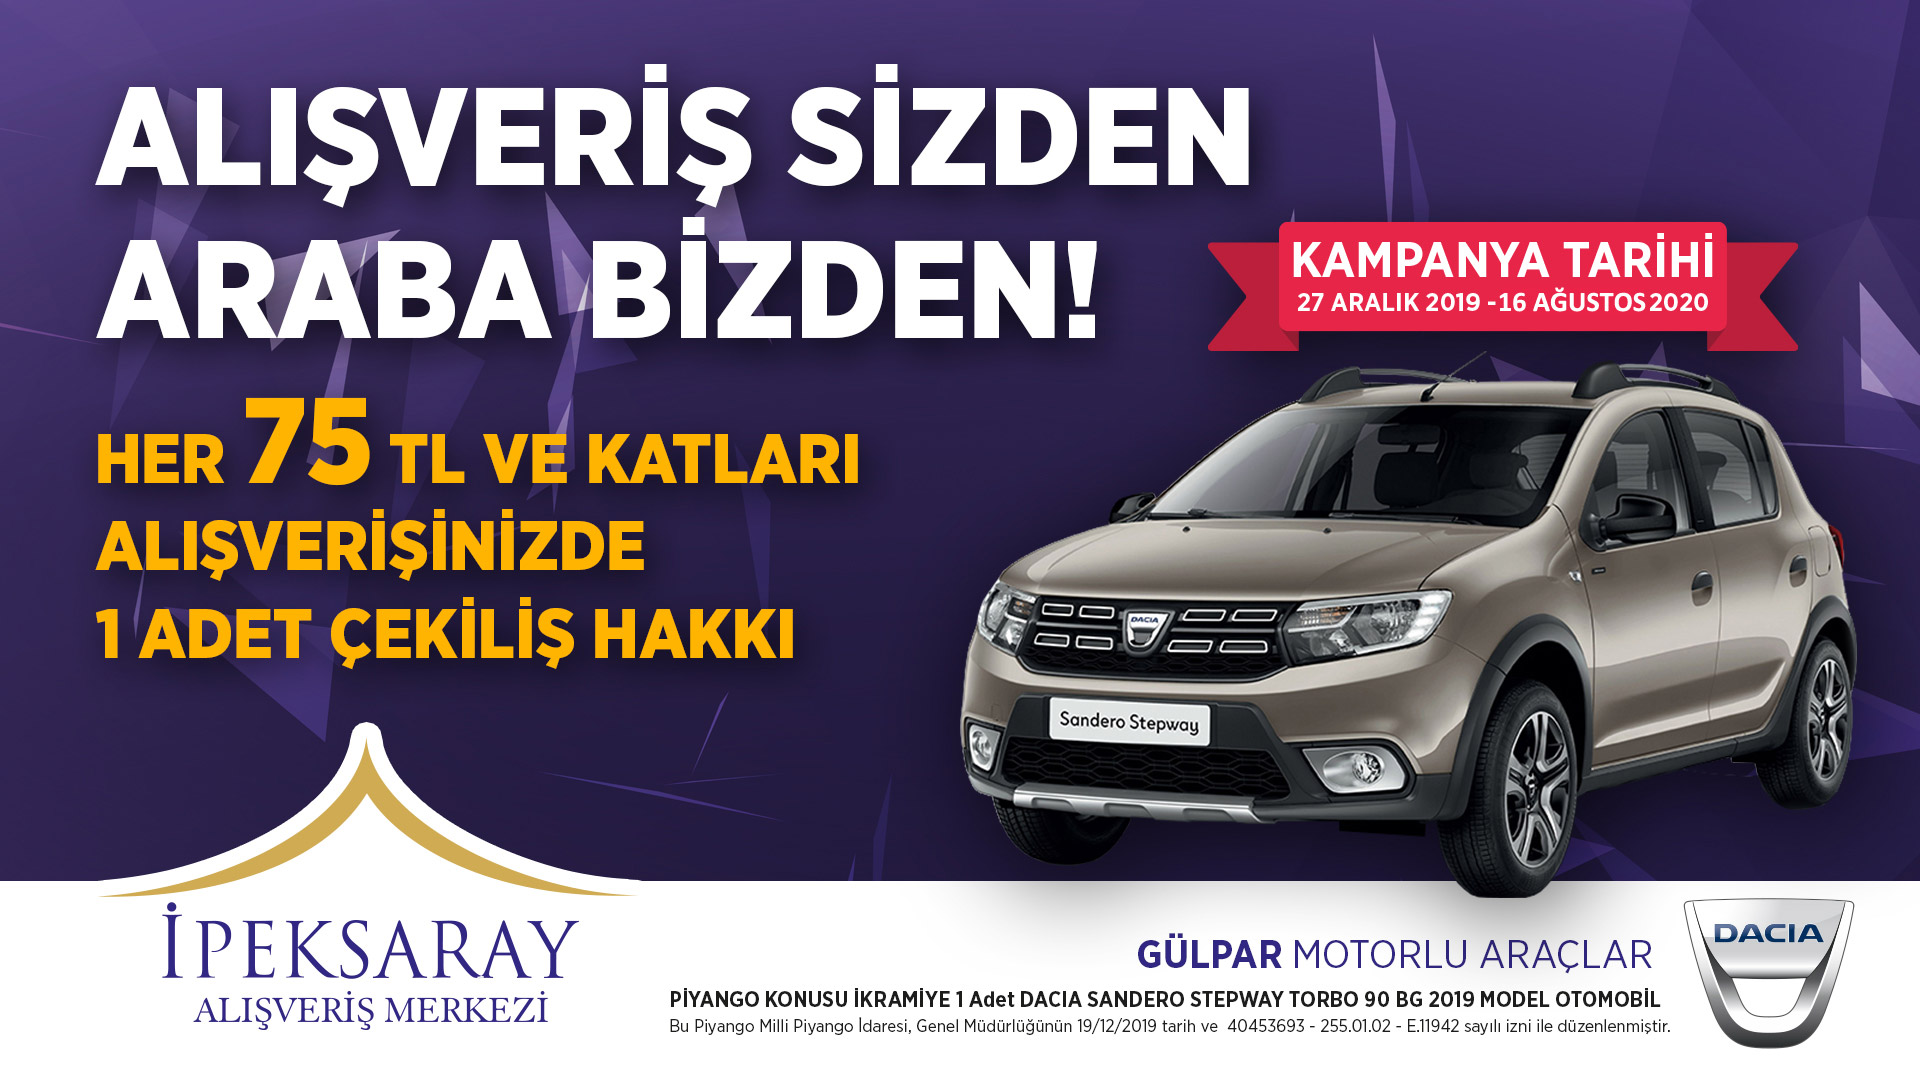 ALIŞVERİŞ SİZDEN
ARABA BİZDEN!
KAMPANYA TARİHİ
27 ARALIK 2019 - 16 AĞUSTOS 2020
HER 75 TL VE KATLARI
ALIŞVERİŞİNİZDE
1 ADET ÇEKİLİŞ HAKKI
DACIA
Sandero Stepway
İPEKSARAY
ALIŞVERİŞ MERKEZİ
GÜLPAR MOTORLU ARAÇLAR
DACIA
PİYANGO KONUSU İKRAMİYE 1 Adet DACIA SANDERO STEPWAY TORBO 90 BG 2019 MODEL OTOMOBİL
Bu Piyango Milli Piyango İdaresi, Genel Müdürlüğünün 19/12/2019 tarih ve 40453693 - 255.01.02 - E.11942 sayılı izni ile düzenlenmiştir.